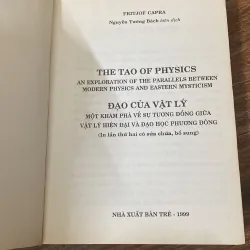 FRITJOF CAPRA
Nguyễn Tường Bách biên dịch
THE TAO OF PHYSICS
AN EXPLORATION OF THE PARALLELS BETWEEN
MODERN PHYSICS AND EASTERN MYSTICISM
ĐẠO CỦA VẬT LÝ
MỘT KHÁM PHÁ VỀ SỰ TƯƠNG ĐỒNG GIỮA
VẬT LÝ HIỆN ĐẠI VÀ ĐẠO HỌC PHƯƠNG ĐÔNG
(In lần thứ hai có sửa chữa, bổ sung)
NHÀ XUẤT BẢN TRẺ - 1999